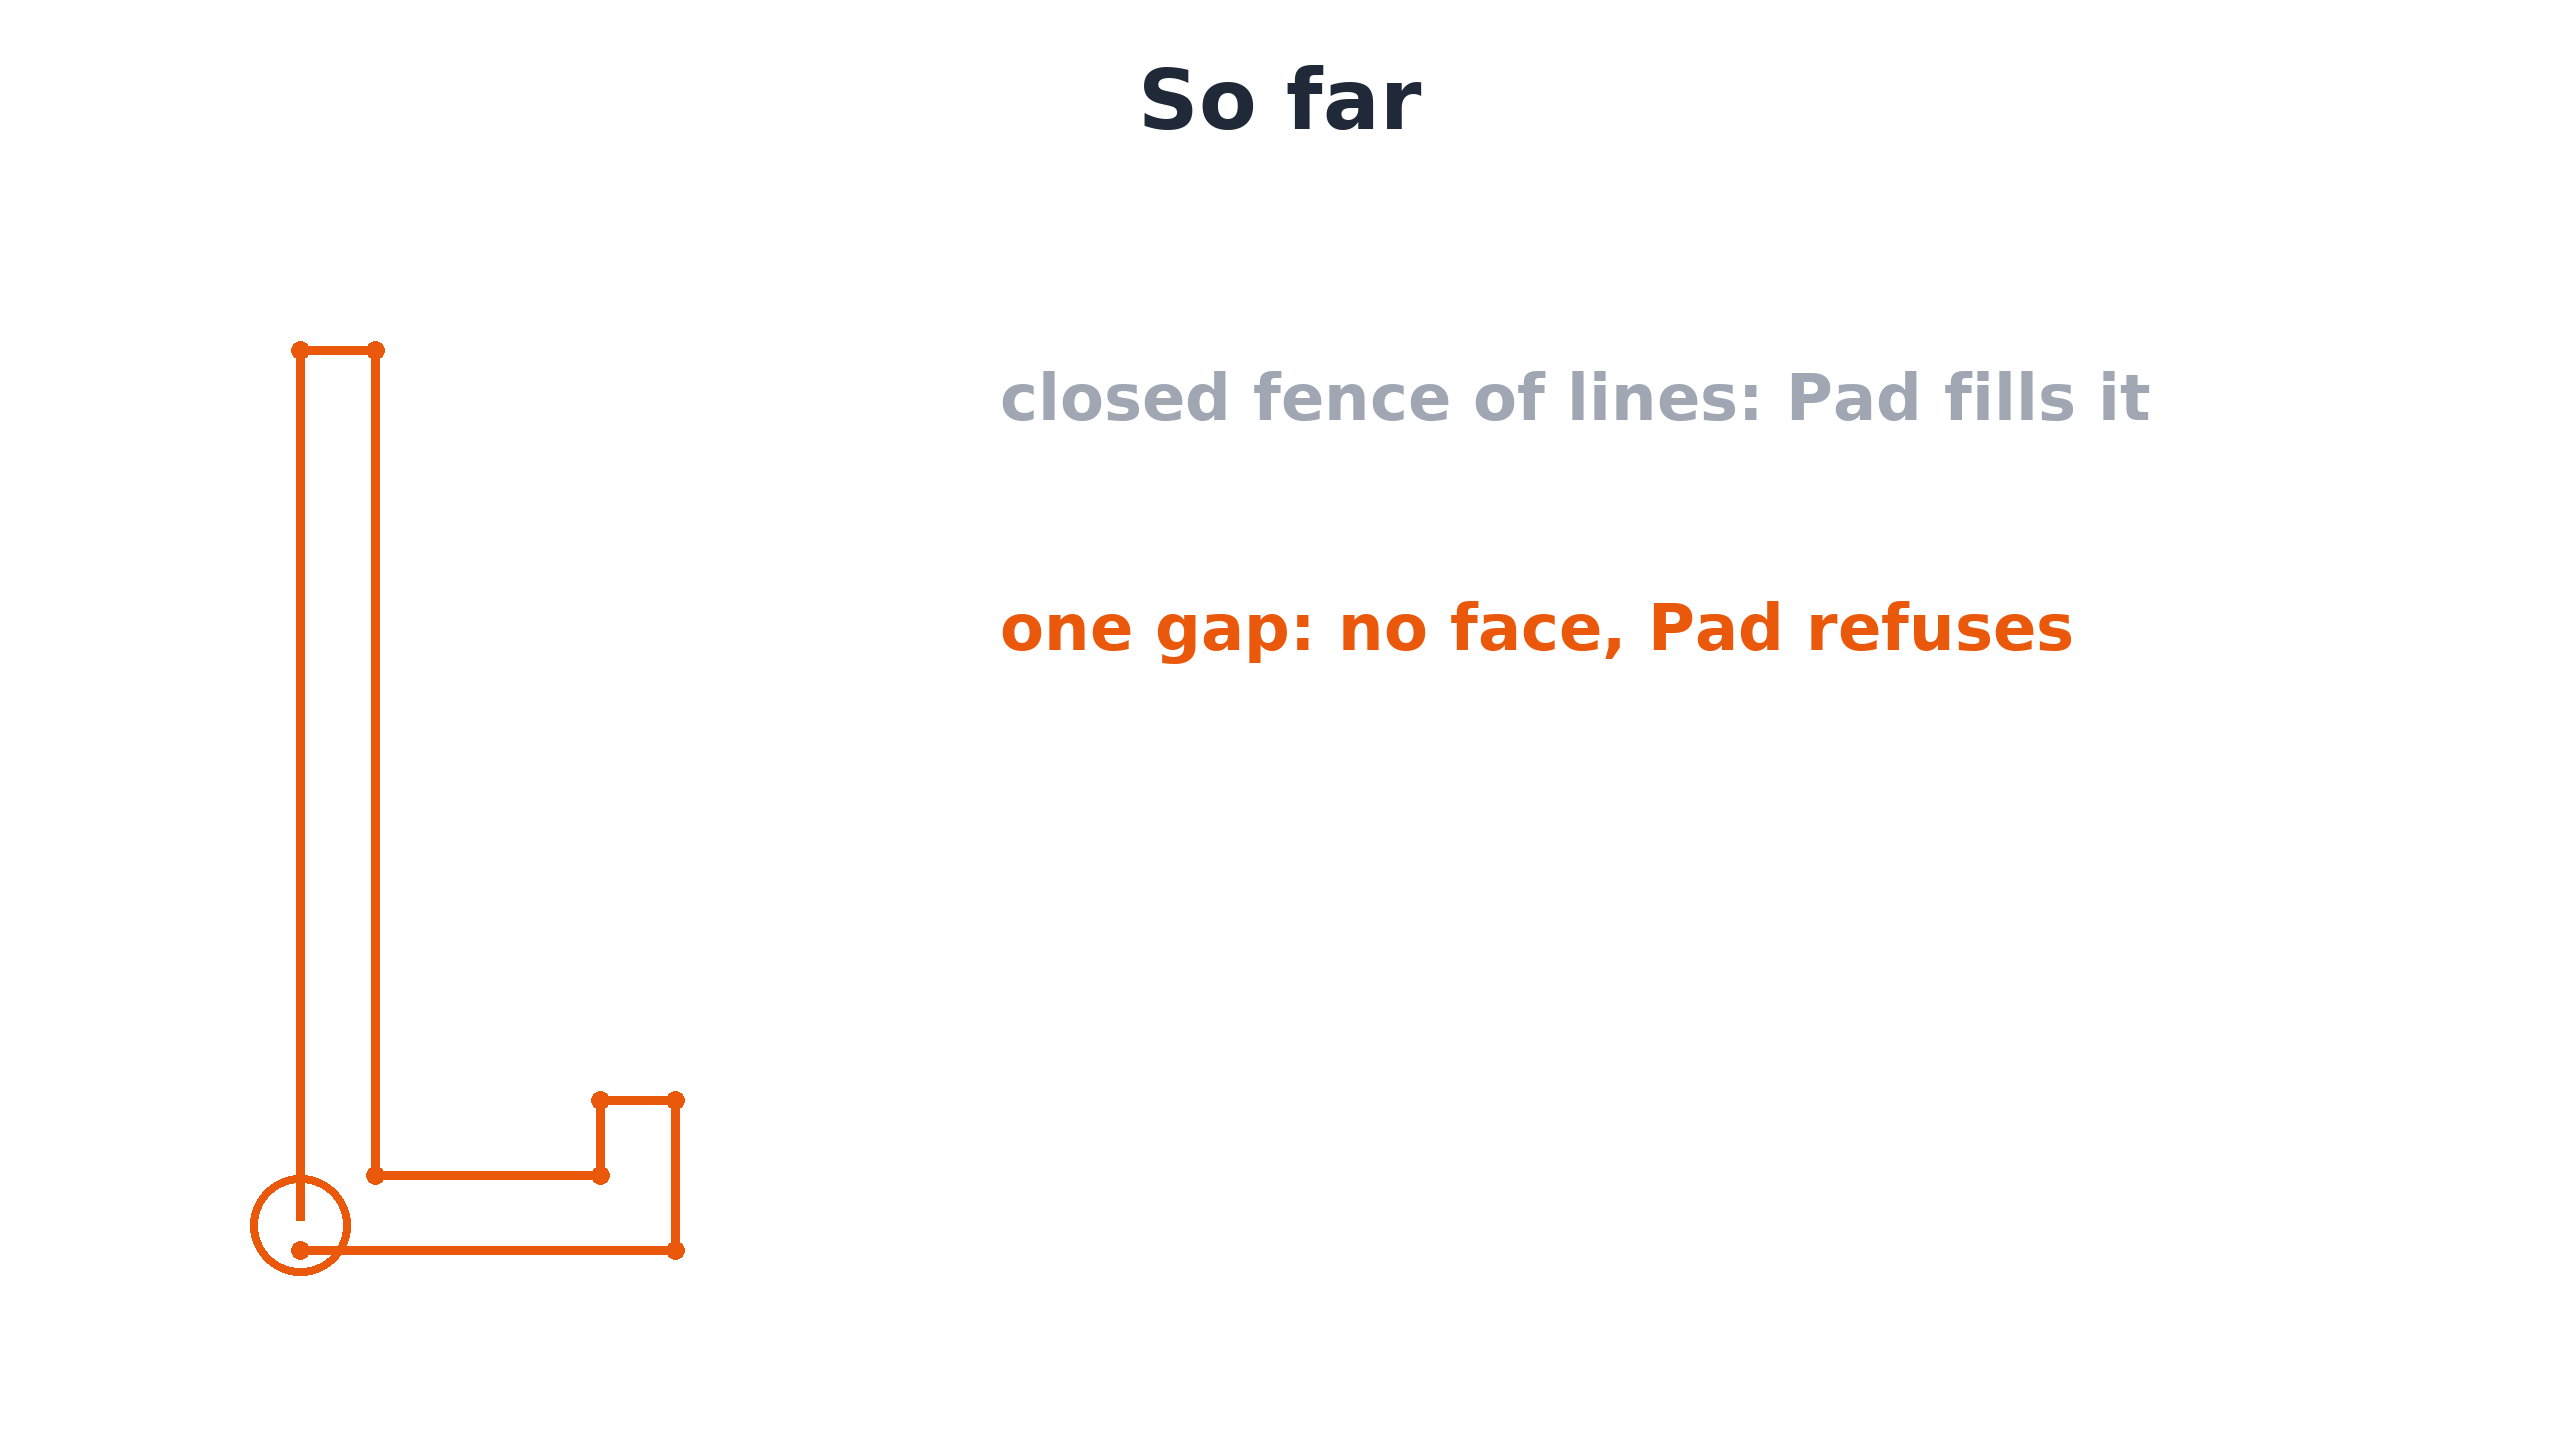 So far
closed fence of lines: Pad fills it
one gap: no face, Pad refuses